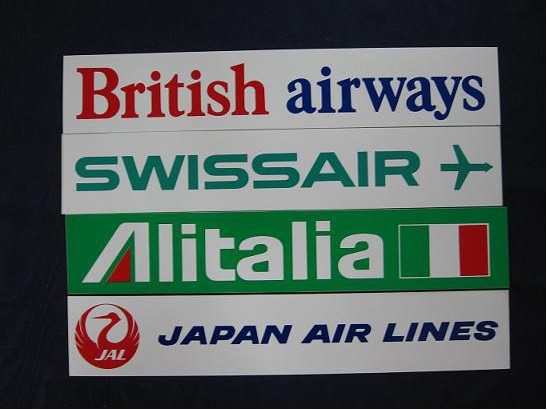 British airways
SWISSAIR
Alitalia
JAL JAPAN AIR LINES